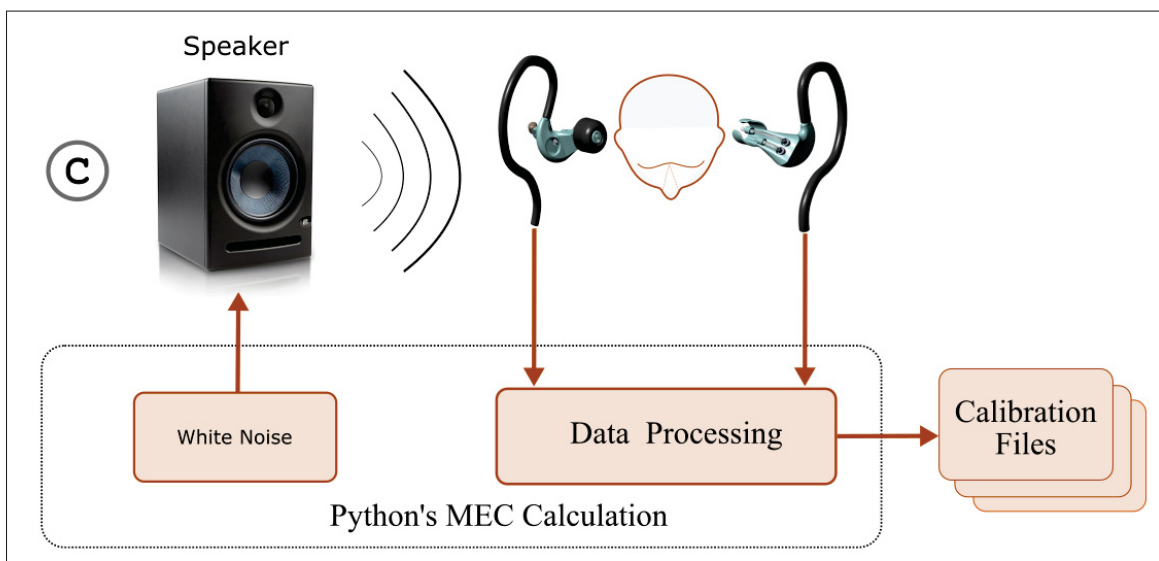 Speaker
C
White Noise
Data Processing
Calibration
Files
Python's MEC Calculation